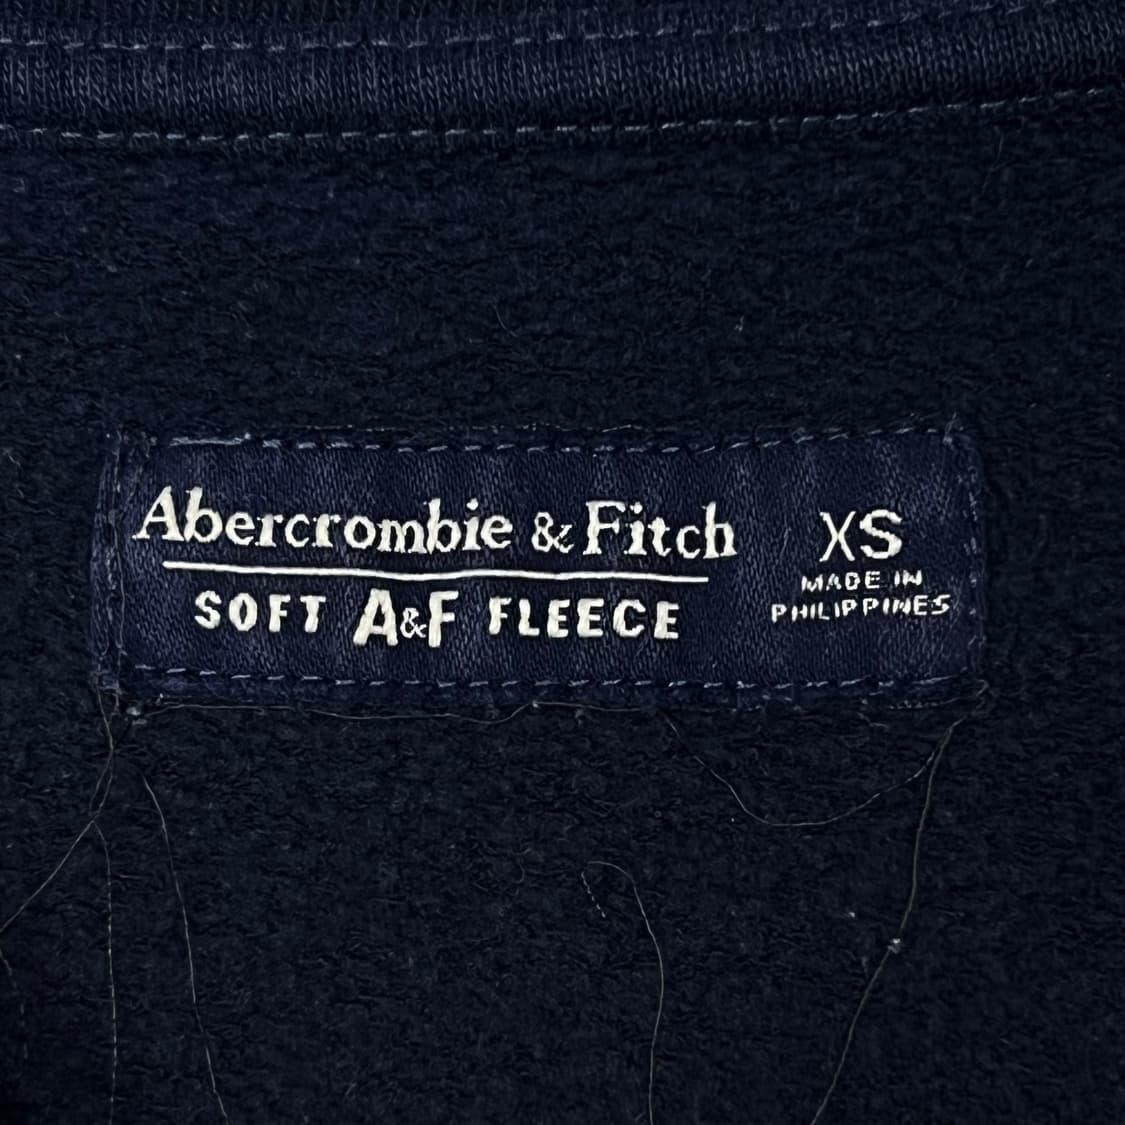 Abercrombie & Fitch
SOFT A&F FLEECE
XS
MADE IN
PHILIPPINES